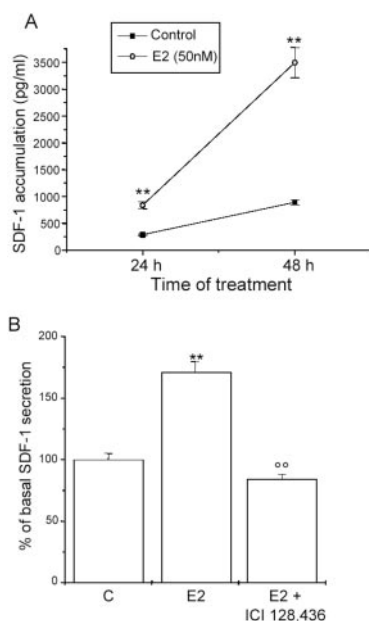 A
Control
E2 (50nM)
SDF-1 accumulation (pg/ml)
3500
3000
2500
2000
1500
1000
500
0
**
**
24 h
48 h
Time of treatment
B
% of basal SDF-1 secretion
200
150
100
50
0
**
°°
C
E2
E2 +
ICI 128.436